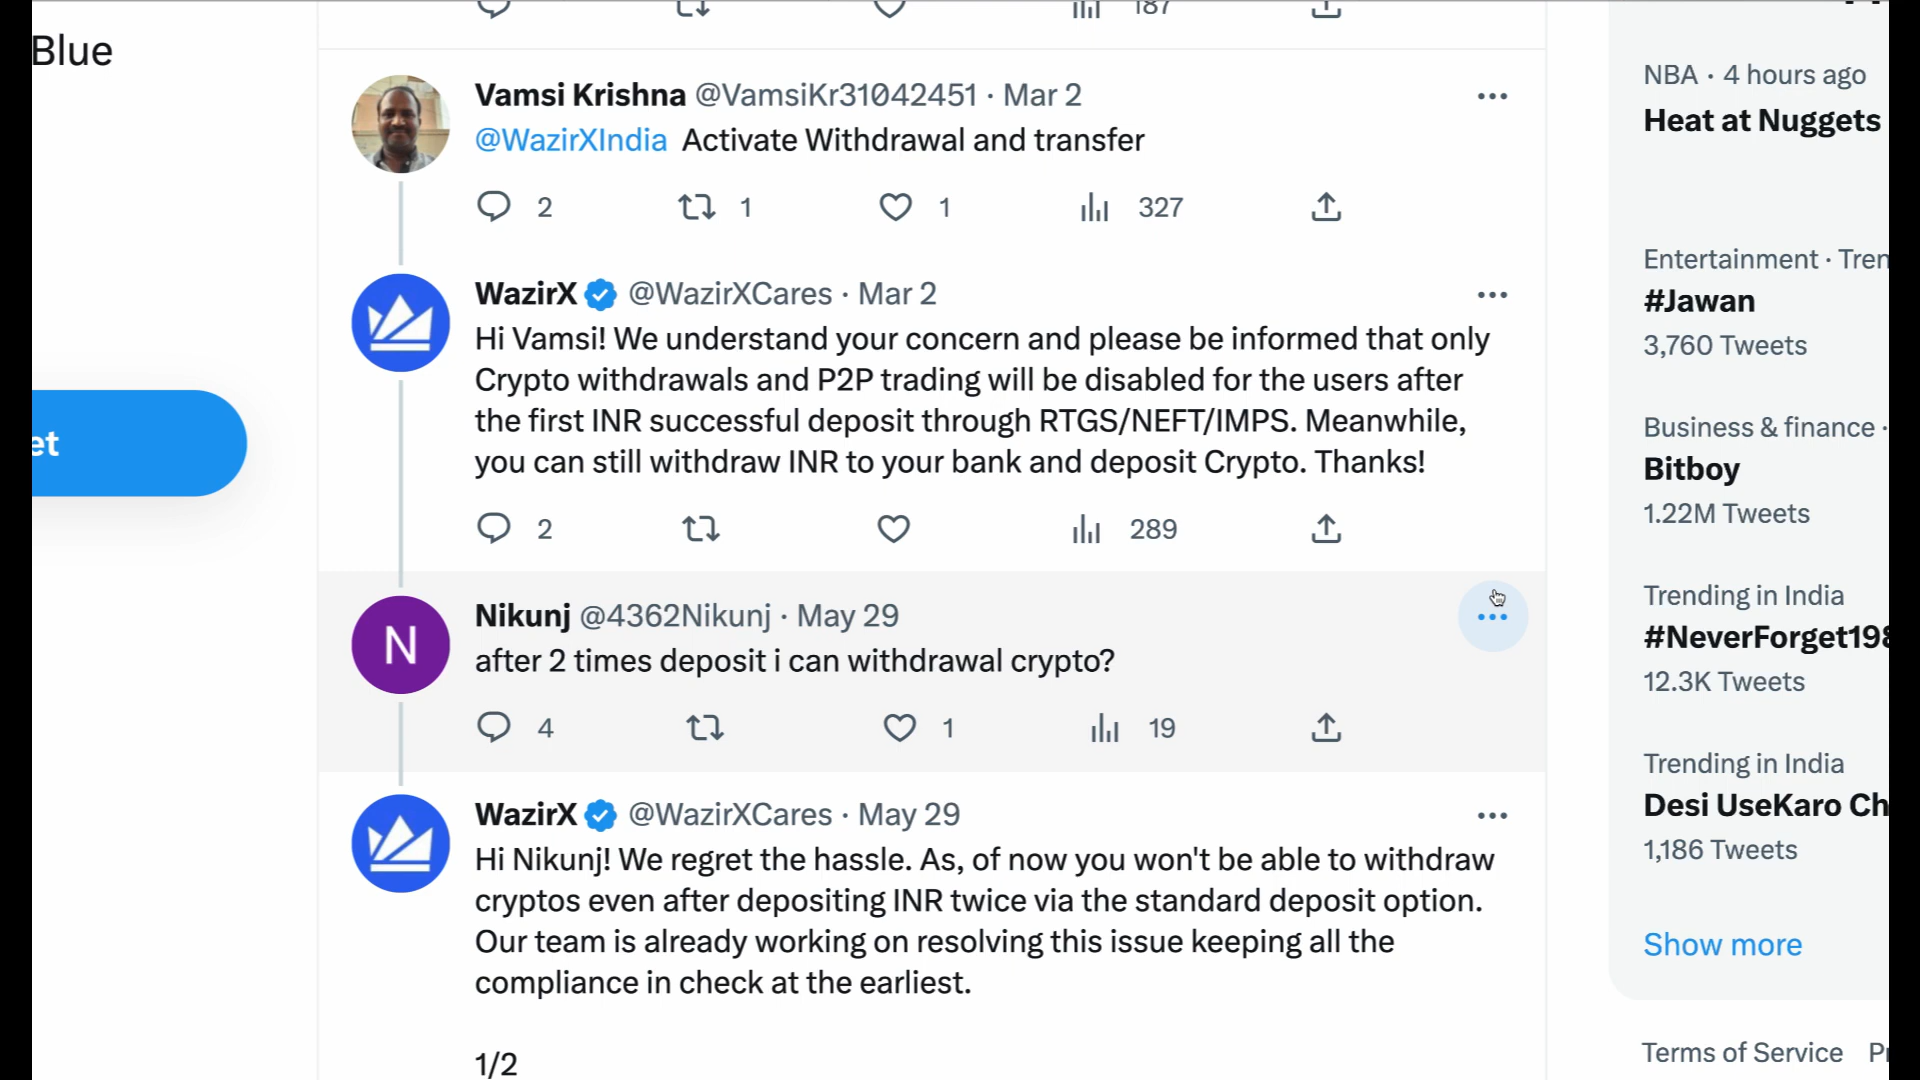 Blue
et
187
Vamsi Krishna @VamsiKr31042451 · Mar 2
@WazirXIndia Activate Withdrawal and transfer
2 1 1 327
WazirX @WazirXCares · Mar 2
Hi Vamsi! We understand your concern and please be informed that only
Crypto withdrawals and P2P trading will be disabled for the users after
the first INR successful deposit through RTGS/NEFT/IMPS. Meanwhile,
you can still withdraw INR to your bank and deposit Crypto. Thanks!
2 289
N
Nikunj @4362Nikunj · May 29
after 2 times deposit i can withdrawal crypto?
4 1 19
WazirX @WazirXCares · May 29
Hi Nikunj! We regret the hassle. As, of now you won't be able to withdraw
cryptos even after depositing INR twice via the standard deposit option.
Our team is already working on resolving this issue keeping all the
compliance in check at the earliest.
1/2
NBA · 4 hours ago
Heat at Nuggets
Entertainment · Tren
#Jawan
3,760 Tweets
Business & finance ·
Bitboy
1.22M Tweets
Trending in India
#NeverForget198
12.3K Tweets
Trending in India
Desi UseKaro Ch
1,186 Tweets
Show more
Terms of Service